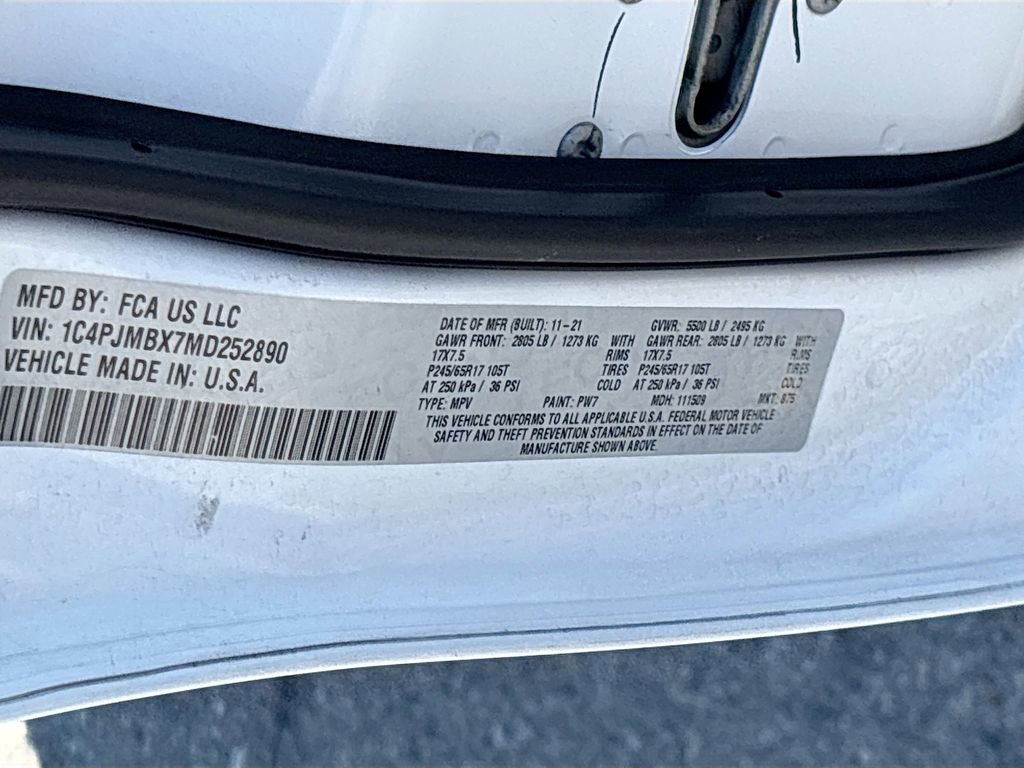 MFD BY: FCA US LLC
VIN: 1C4PJMBX7MD252890
VEHICLE MADE IN: U.S.A.
DATE OF MFR (BUILT): 11-21 GVWR: 5500 LB / 2495 KG
GAWR FRONT: 2805 LB / 1273 KG WITH GAWR REAR: 2805 LB / 1273 KG WITH
17X7.5 RIMS 17X7.5 RIMS
P245/65R17 105T TIRES P245/65R17 105T TIRES
AT 250 kPa / 36 PSI COLD AT 250 kPa / 36 PSI COLD
TYPE: MPV PAINT: PW7 MDH: 111509 MKT: 875
THIS VEHICLE CONFORMS TO ALL APPLICABLE U.S.A. FEDERAL MOTOR VEHICLE
SAFETY AND THEFT PREVENTION STANDARDS IN EFFECT ON THE DATE OF
MANUFACTURE SHOWN ABOVE.